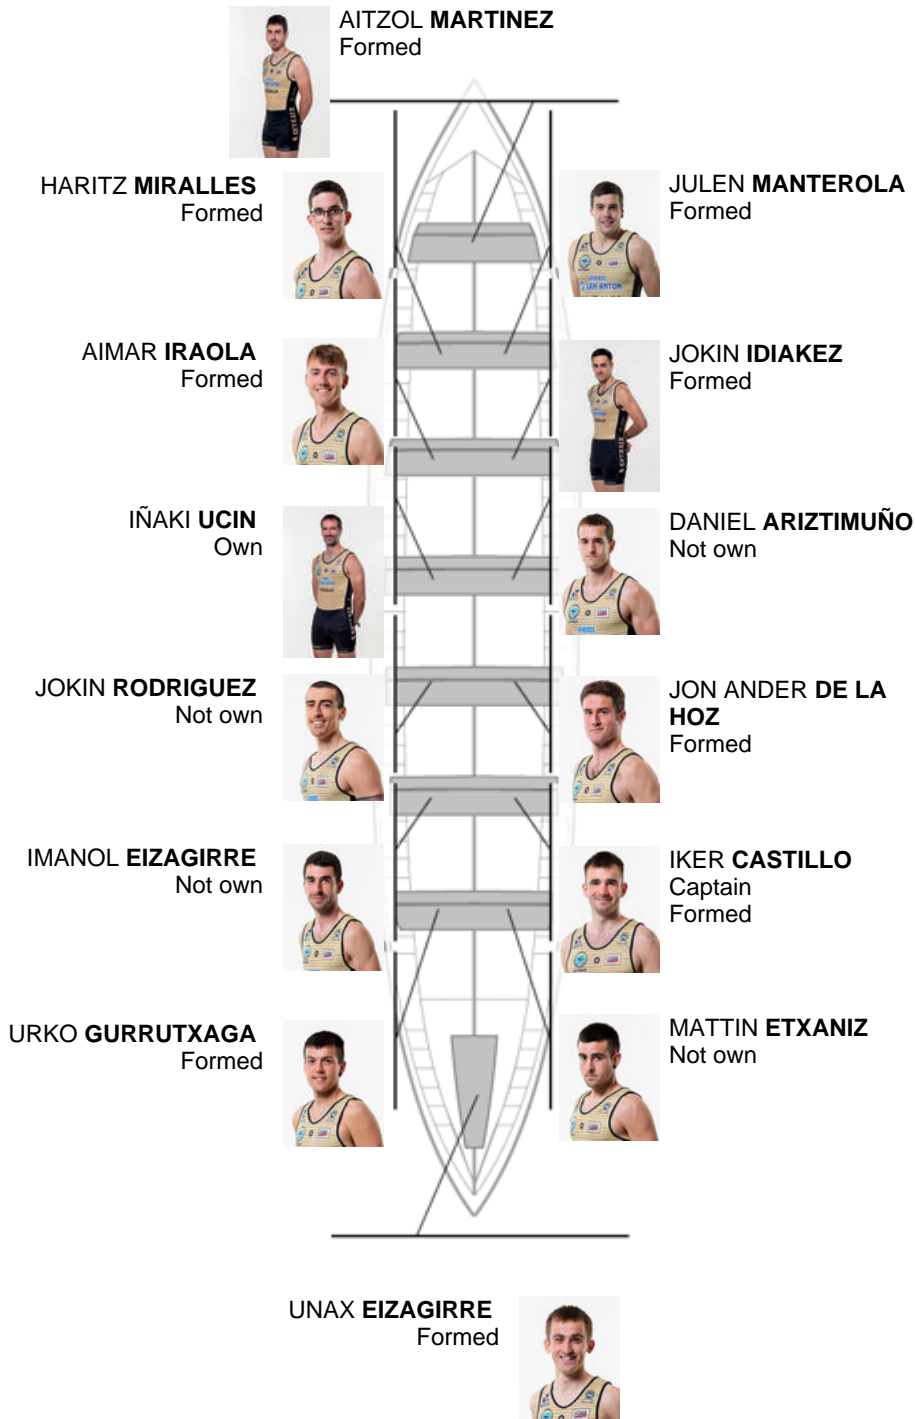 AITZOL MARTINEZ
Formed
HARITZ MIRALLES
Formed
JULEN MANTEROLA
Formed
AIMAR IRAOLA
Formed
JOKIN IDIAKEZ
Formed
IÑAKI UCIN
Own
DANIEL ARIZTIMUÑO
Not own
JOKIN RODRIGUEZ
Not own
JON ANDER DE LA
HOZ
Formed
IMANOL EIZAGIRRE
Not own
IKER CASTILLO
Captain
Formed
URKO GURRUTXAGA
Formed
MATTIN ETXANIZ
Not own
UNAX EIZAGIRRE
Formed